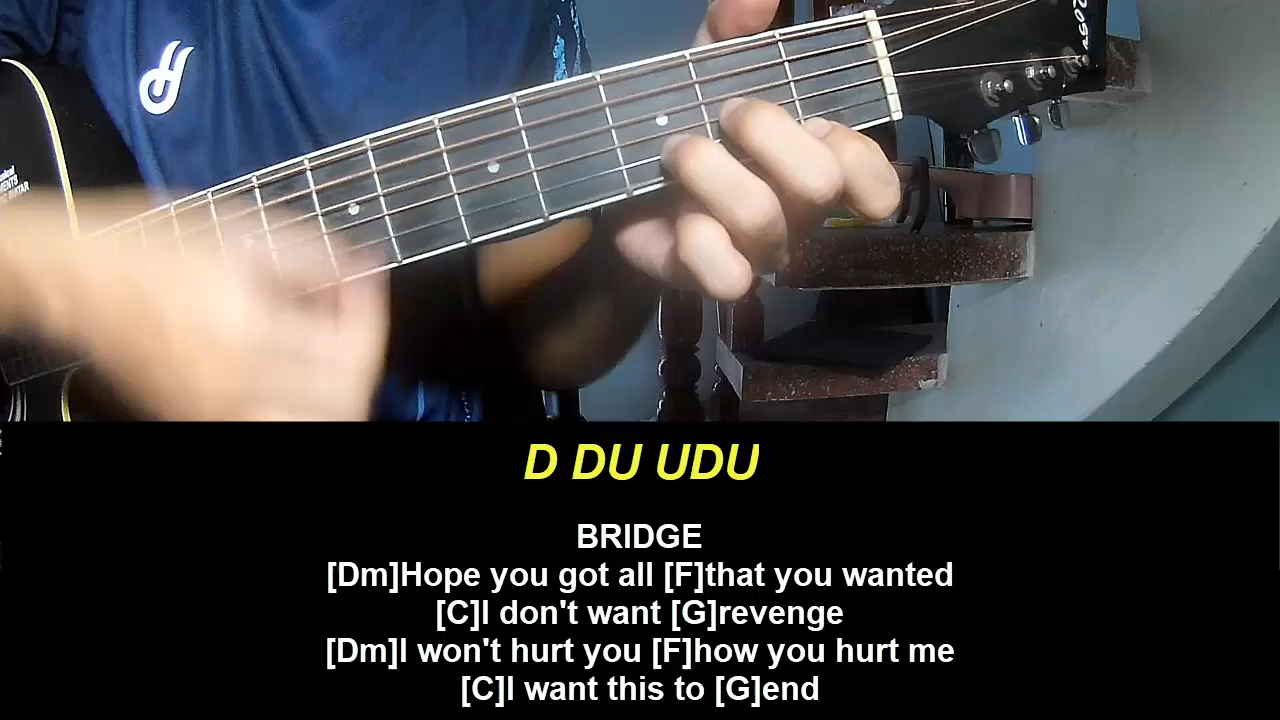 D DU UDU
BRIDGE
[Dm]Hope you got all [F]that you wanted
[C]I don't want [G]revenge
[Dm]I won't hurt you [F]how you hurt me
[C]I want this to [G]end